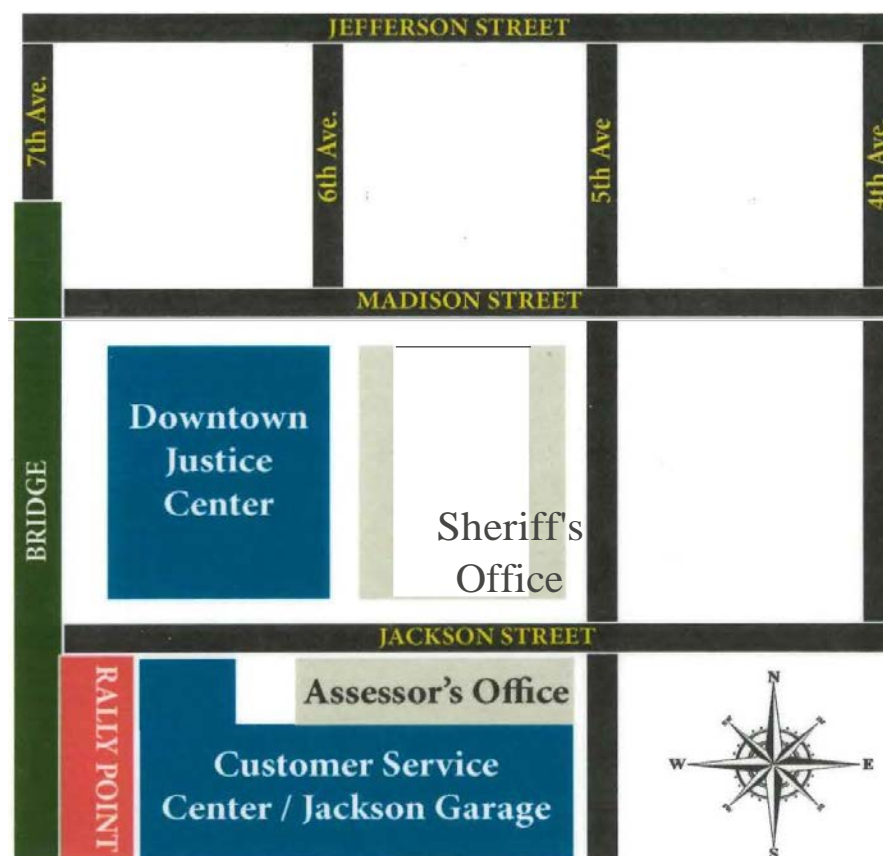 JEFFERSON STREET
7th Ave.
6th Ave.
5th Ave
4th Ave
MADISON STREET
BRIDGE
Downtown
Justice
Center
Sheriff's
Office
JACKSON STREET
RALLY POINT
Assessor's Office
Customer Service
Center / Jackson Garage
N
W
E
S